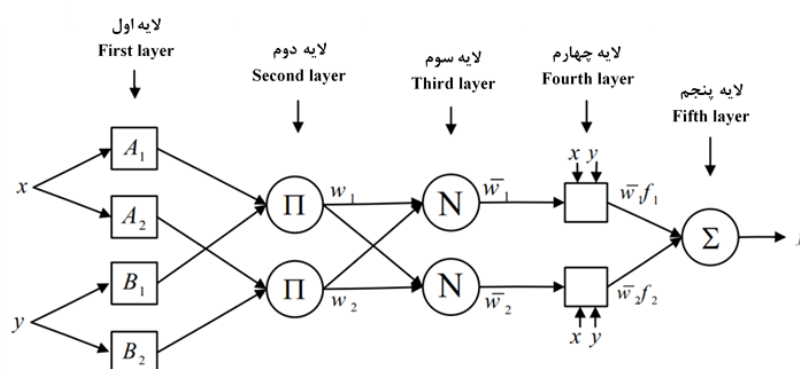 لایه اول
First layer
لایه دوم
Second layer
لایه سوم
Third layer
لایه چهارم
Fourth layer
لایه پنجم
Fifth layer
x
A₁
A₂
y
B₁
B₂
Π
Π
w₁
w₂
N
N
w̅₁
w̅₂
x y
x y
w̅₁f₁
w̅₂f₂
Σ